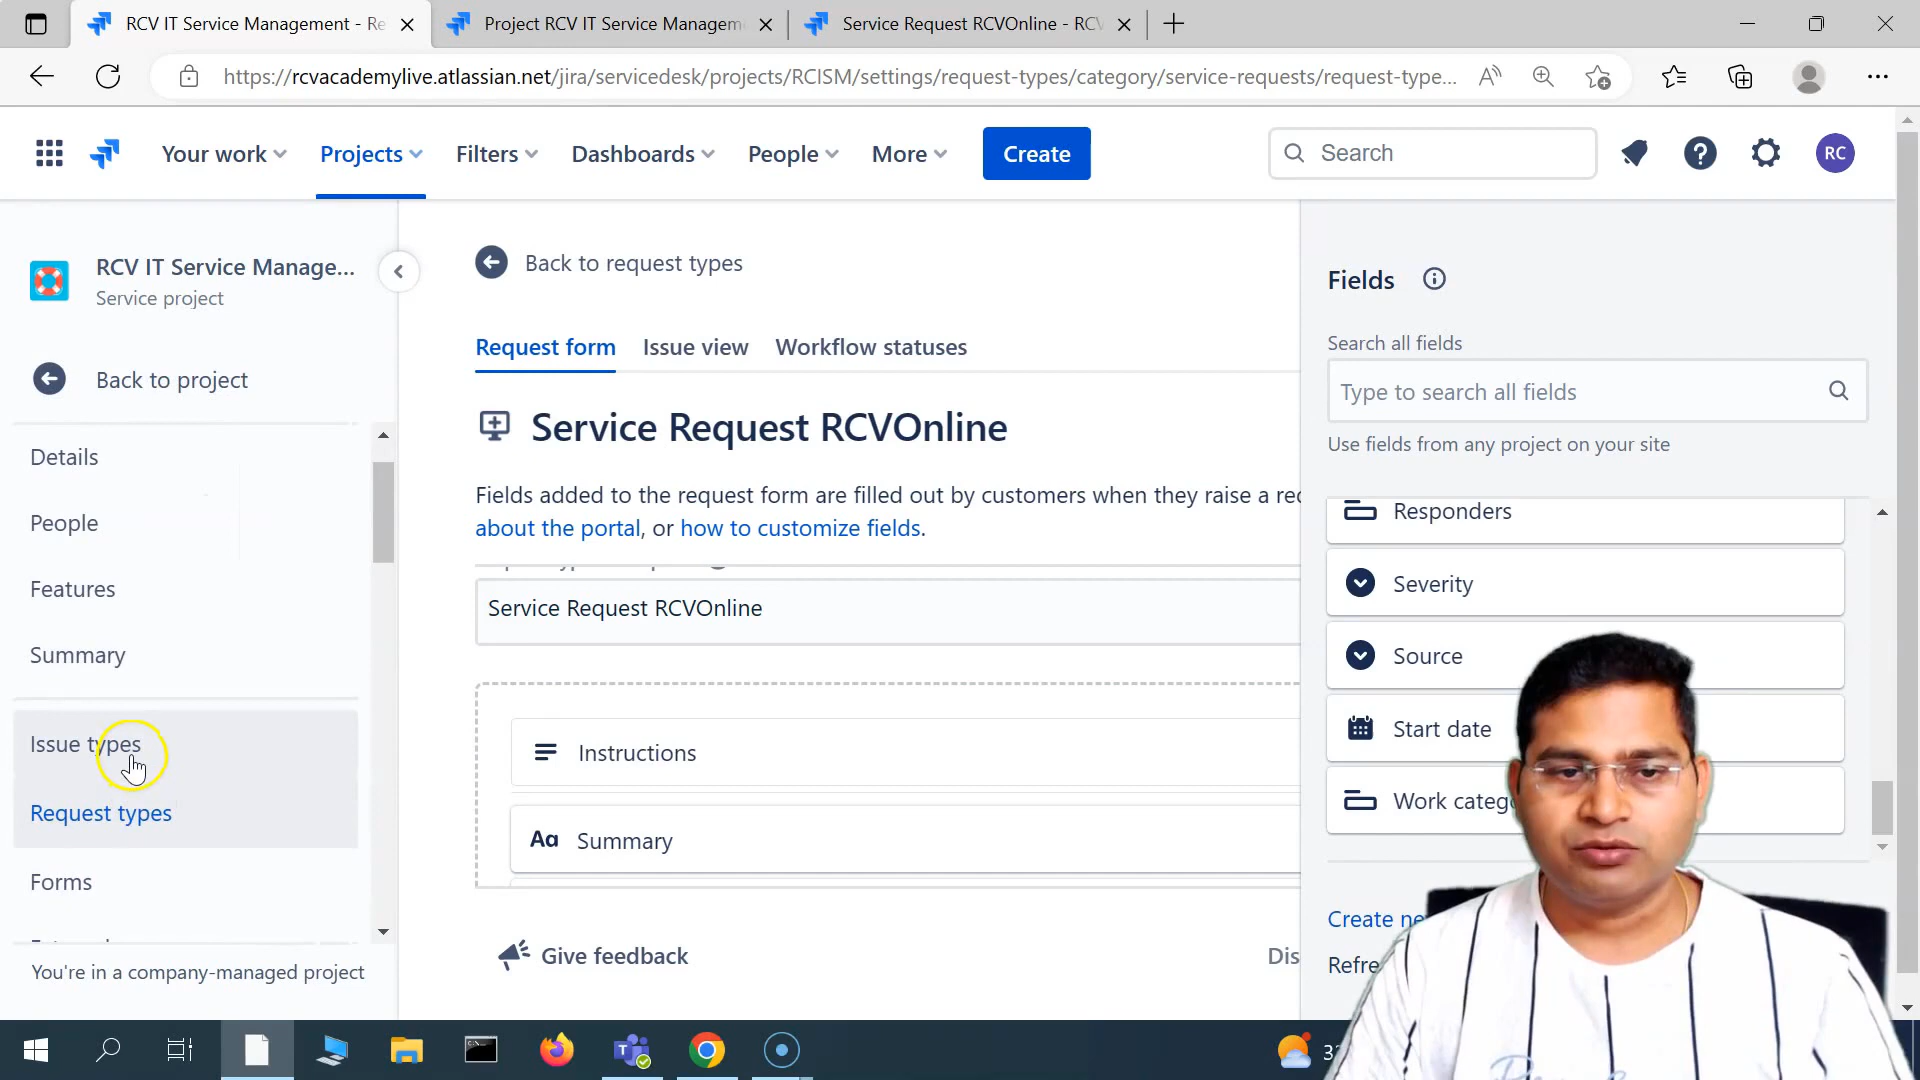 RCV IT Service Management - Re
Project RCV IT Service Managem
Service Request RCVOnline - RCV
https://rcvacademylive.atlassian.net/jira/servicedesk/projects/RCISM/settings/request-types/category/service-requests/request-type...
Your work
Projects
Filters
Dashboards
People
More
Create
Search
RC
RCV IT Service Manage...
Service project
Back to project
Details
People
Features
Summary
Issue types
Request types
Forms
You're in a company-managed project
Back to request types
Request form
Issue view
Workflow statuses
Service Request RCVOnline
Fields added to the request form are filled out by customers when they raise a rec
about the portal, or how to customize fields.
Service Request RCVOnline
Instructions
Aa Summary
Give feedback
Dis
Fields
Search all fields
Type to search all fields
Use fields from any project on your site
Responders
Severity
Source
Start date
Work categ
Create ne
Refre